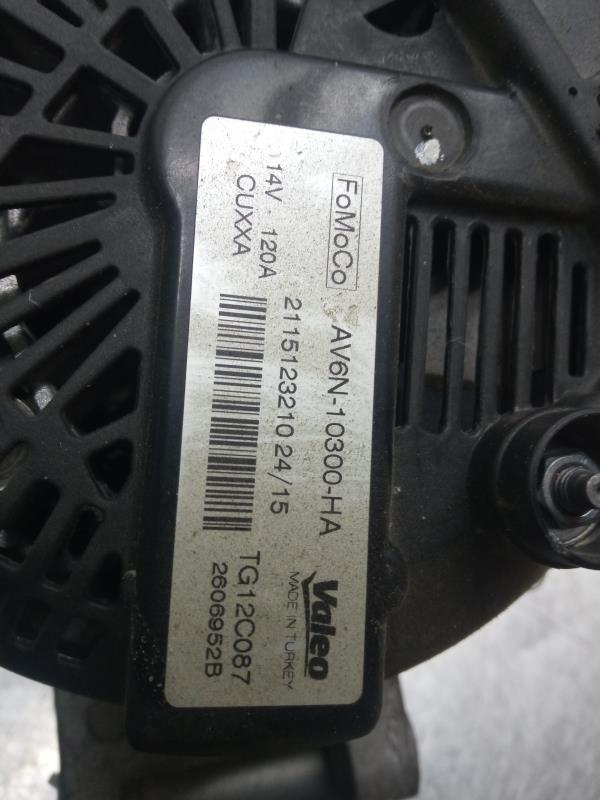 FoMoCo AV6N-10300-HA
14V - 120A 2115123210 24/15
CUXXA
Valeo
MADE IN TURKEY
TG12C087
2606952B